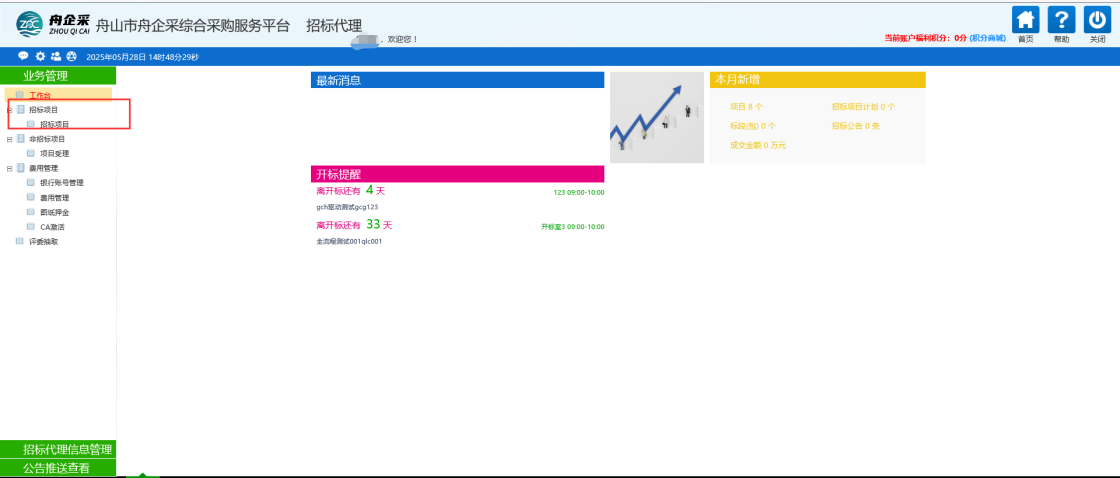 舟企采
ZHOU QI CAI
舟山市舟企采综合采购服务平台 招标代理
，欢迎您！
当前账户福利积分：0分 (积分商城)
首页
帮助
关闭
2025年05月28日 14时48分29秒
业务管理
工作台
招标项目
招标项目
非招标项目
项目受理
费用管理
银行账号管理
费用管理
图纸押金
CA激活
评委抽取
招标代理信息管理
公告推送查看
最新消息
开标提醒
离开标还有 4 天
123 09:00-10:00
gch驱动测试gcg123
离开标还有 33 天
开标室3 09:00-10:00
全流程测试001qlc001
本月新增
项目 8 个
招标项目计划 0 个
标段(包) 0 个
招标公告 0 条
成交金额 0 万元